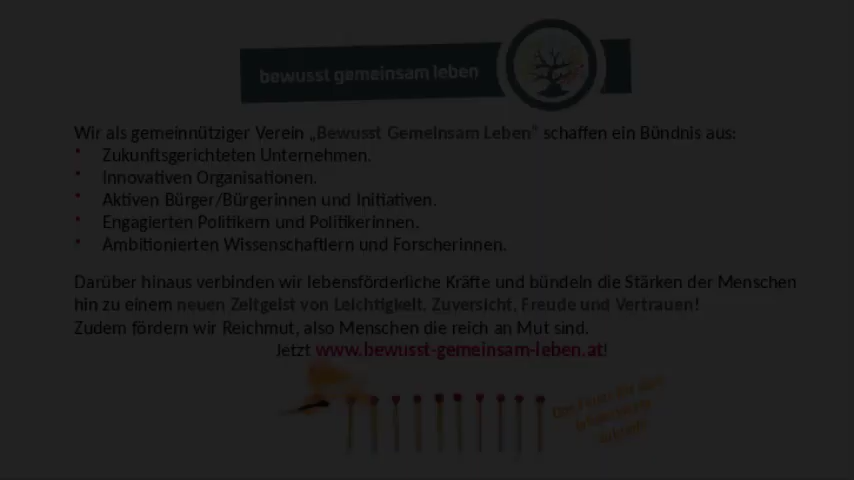 bewusst gemeinsam leben
Wir als gemeinnütziger Verein „Bewusst Gemeinsam Leben“ schaffen ein Bündnis aus:
• Zukunftsgerichteten Unternehmen.
• Innovativen Organisationen.
• Aktiven Bürger/Bürgerinnen und Initiativen.
• Engagierten Politikern und Politikerinnen.
• Ambitionierten Wissenschaftlern und Forscherinnen.
Darüber hinaus verbinden wir lebensförderliche Kräfte und bündeln die Stärken der Menschen
hin zu einem neuen Zeitgeist von Leichtigkeit, Zuversicht, Freude und Vertrauen!
Zudem fördern wir Reichmut, also Menschen die reich an Mut sind.
Jetzt www.bewusst-gemeinsam-leben.at!